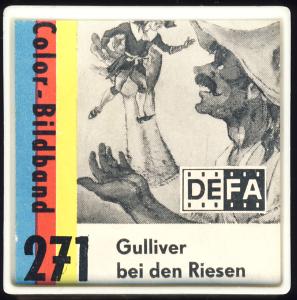 Color-Bildband
DEFA
271
Gulliver
bei den Riesen